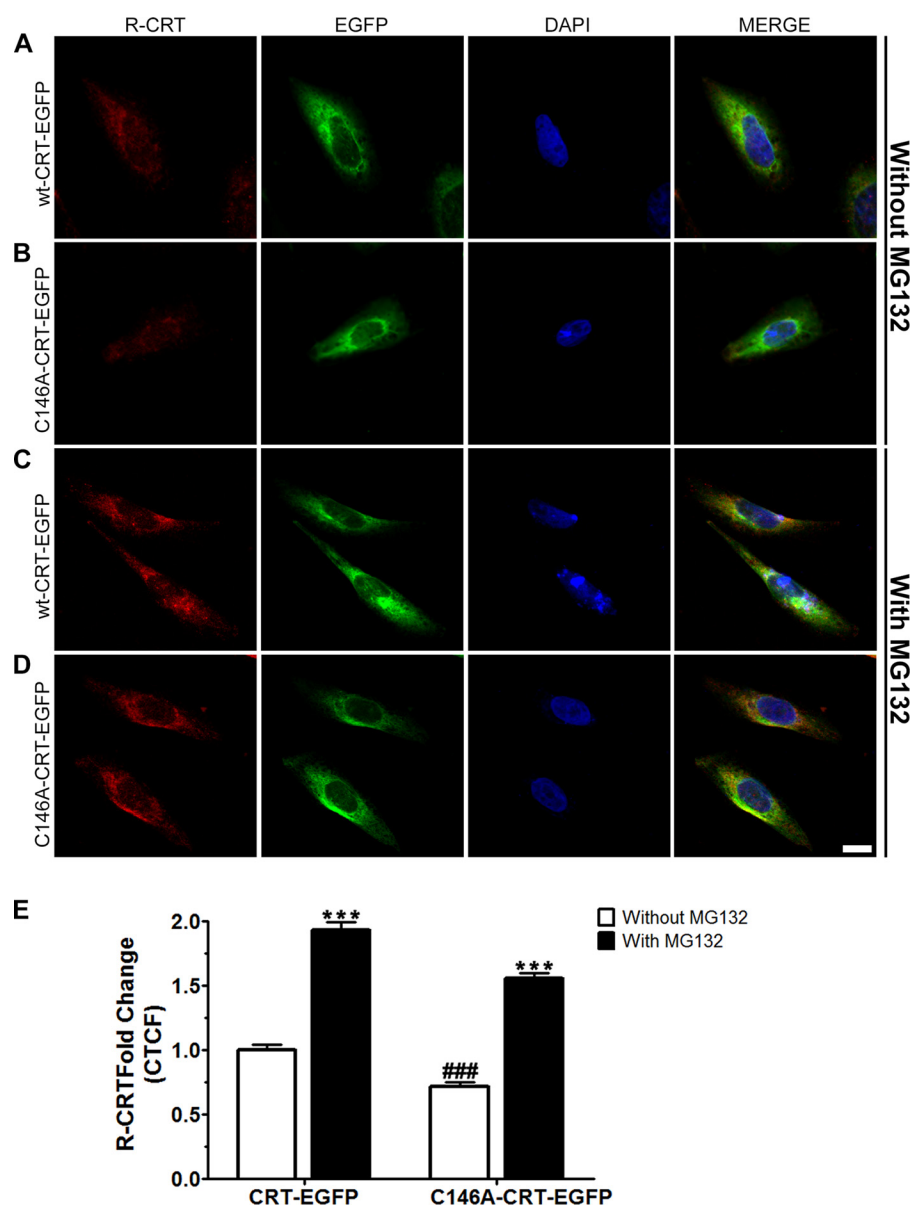 R-CRT EGFP DAPI MERGE
A
wt-CRT-EGFP
Without MG132
B
C146A-CRT-EGFP
C
wt-CRT-EGFP
With MG132
D
C146A-CRT-EGFP
E
R-CRTFold Change
(CTCF)
2.0
1.5
1.0
0.5
0.0
***
***
###
Without MG132
With MG132
CRT-EGFP C146A-CRT-EGFP